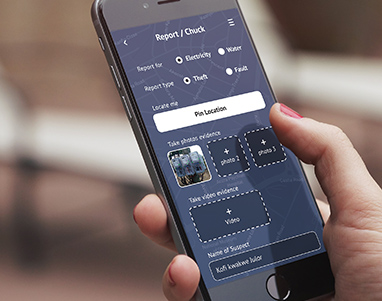 Report / Chuck
Report for Electricity Water
Report type Theft Fault
Locate me
Pin Location
Take photos evidence
+ +
photo 2 photo 3
Take video evidence
+
Video
Name of Suspect
Kofi kwakwe Julor